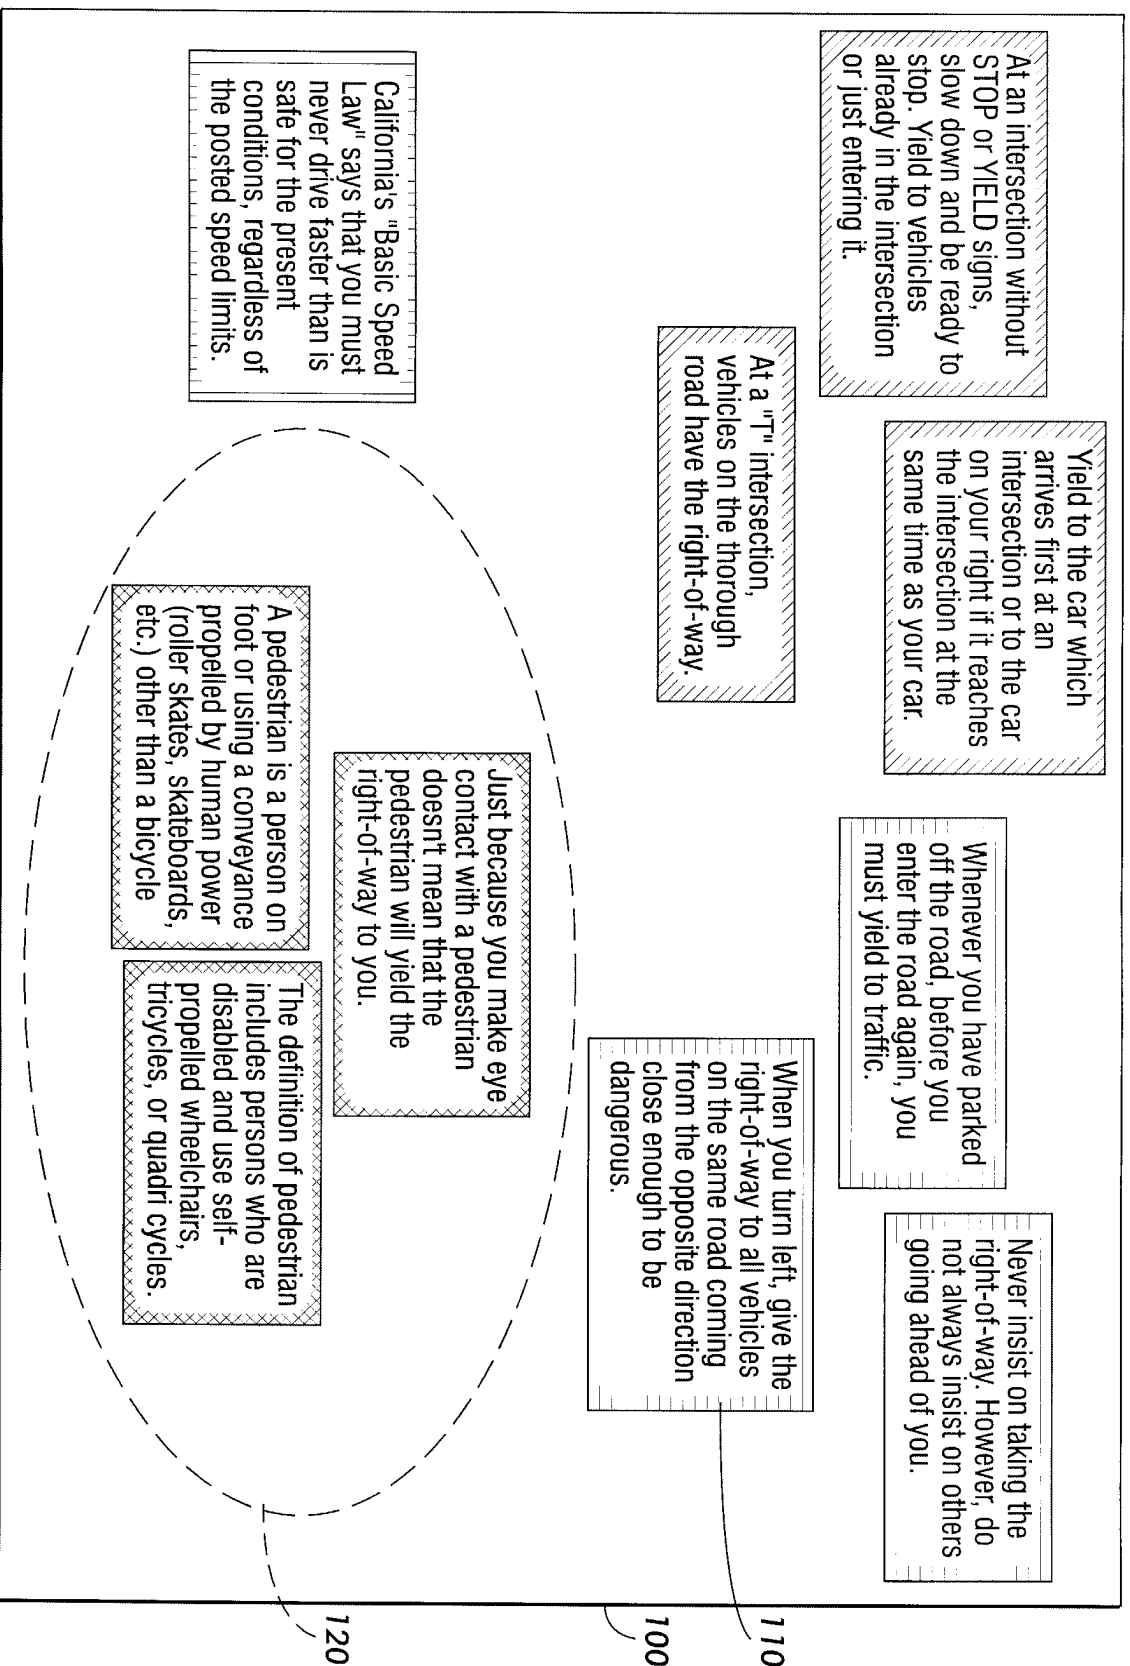 At an intersection without
STOP or YIELD signs,
slow down and be ready to
stop. Yield to vehicles
already in the intersection
or just entering it.
Yield to the car which
arrives first at an
intersection or to the car
on your right if it reaches
the intersection at the
same time as your car.
Whenever you have parked
off the road, before you
enter the road again, you
must yield to traffic.
Never insist on taking the
right-of-way. However, do
not always insist on others
going ahead of you.
At a "T" intersection,
vehicles on the thorough
road have the right-of-way.
When you turn left, give the
right-of-way to all vehicles
on the same road coming
from the opposite direction
close enough to be
dangerous.
110
100
California's "Basic Speed
Law" says that you must
never drive faster than is
safe for the present
conditions, regardless of
the posted speed limits.
Just because you make eye
contact with a pedestrian
doesn't mean that the
pedestrian will yield the
right-of-way to you.
A pedestrian is a person on
foot or using a conveyance
propelled by human power
(roller skates, skateboards,
etc.) other than a bicycle
The definition of pedestrian
includes persons who are
disabled and use self-
propelled wheelchairs,
tricycles, or quadri cycles.
120